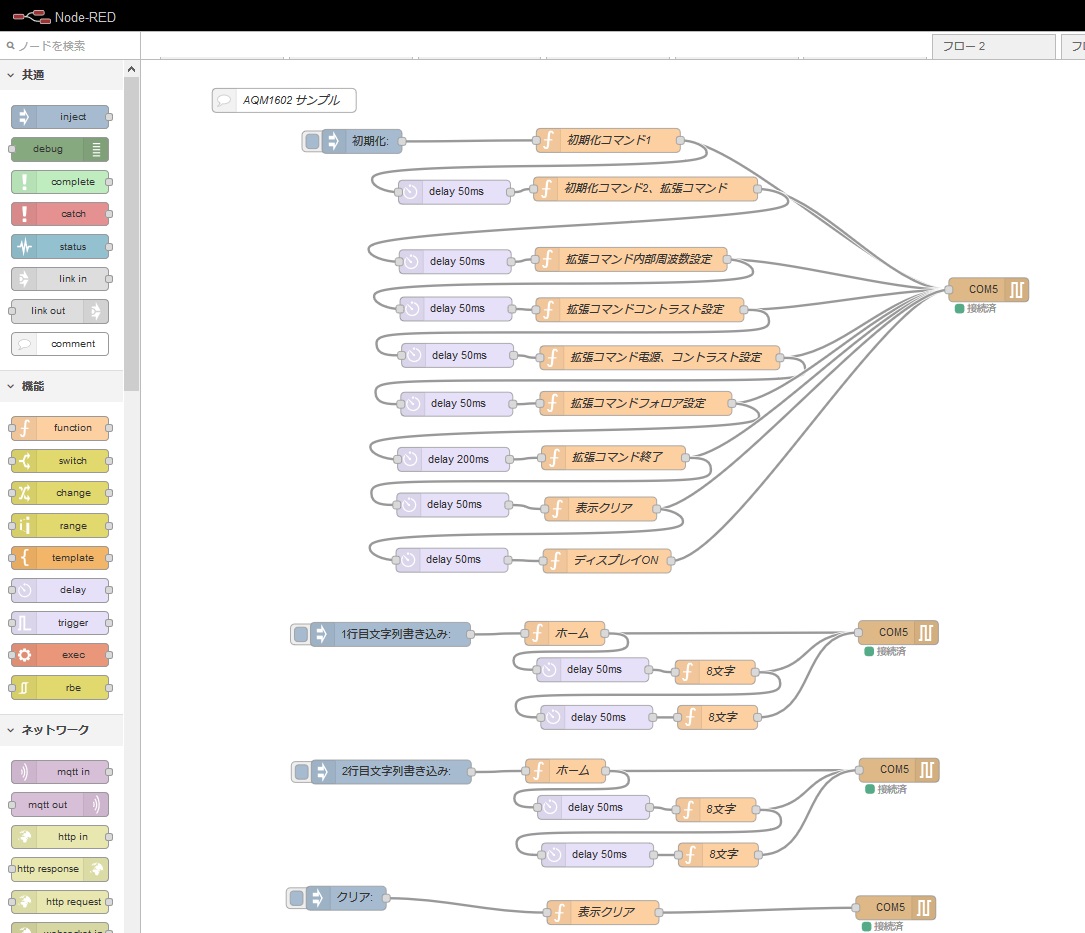 Node-RED
ノードを検索
フロー 2
フ
共通
inject
debug
complete
catch
status
link in
link out
comment
機能
function
switch
change
range
template
delay
trigger
exec
rbe
ネットワーク
mqtt in
mqtt out
http in
http response
http request
websocket in
AQM1602 サンプル
初期化:
初期化コマンド1
delay 50ms
初期化コマンド2、拡張コマンド
delay 50ms
拡張コマンド内部周波数設定
COM5
接続済
delay 50ms
拡張コマンドコントラスト設定
delay 50ms
拡張コマンド電源、コントラスト設定
delay 50ms
拡張コマンドフォロア設定
delay 200ms
拡張コマンド終了
delay 50ms
表示クリア
delay 50ms
ディスプレイON
1行目文字列書き込み:
ホーム
COM5
接続済
delay 50ms
8文字
delay 50ms
8文字
2行目文字列書き込み:
ホーム
COM5
接続済
delay 50ms
8文字
delay 50ms
8文字
クリア:
表示クリア
COM5
接続済